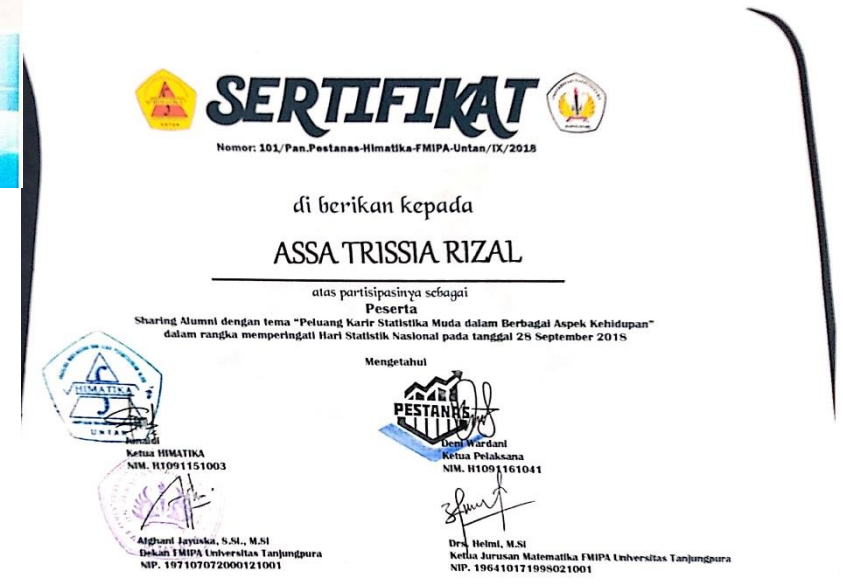 SERTIFIKAT
Nomor: 101/Pan.Pestanas-Himatika-FMIPA-Untan/IX/2018
di berikan kepada
ASSA TRISSIA RIZAL
atas partisipasinya sebagai
Peserta
Sharing Alumni dengan tema "Peluang Karir Statistika Muda dalam Berbagai Aspek Kehidupan"
dalam rangka memperingati Hari Statistik Nasional pada tanggal 28 September 2018
Mengetahui
HIMATIKA
UNTAN
PESTANAS
Junaidi
Ketua HIMATIKA
NIM. H1091151003
Deni Wardani
Ketua Pelaksana
NIM. H1091161041
Afghani Jayuska, S.Si., M.Si
Dekan FMIPA Universitas Tanjungpura
NIP. 197107072000121001
Drs. Helmi, M.Si
Ketua Jurusan Matematika FMIPA Universitas Tanjungpura
NIP. 196410171998021001